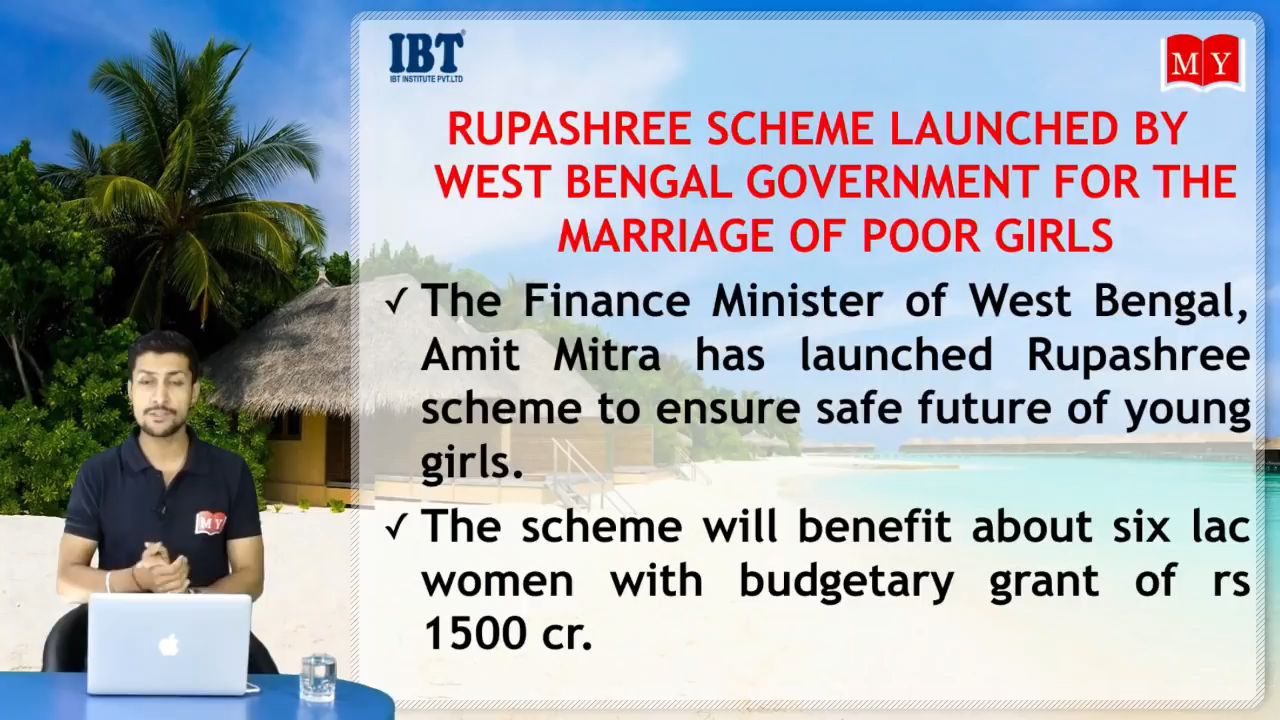 IBT
IBT INSTITUTE PVT.LTD
M Y
RUPASHREE SCHEME LAUNCHED BY
WEST BENGAL GOVERNMENT FOR THE
MARRIAGE OF POOR GIRLS
✓ The Finance Minister of West Bengal,
Amit Mitra has launched Rupashree
scheme to ensure safe future of young
girls.
✓ The scheme will benefit about six lac
women with budgetary grant of rs
1500 cr.
MY